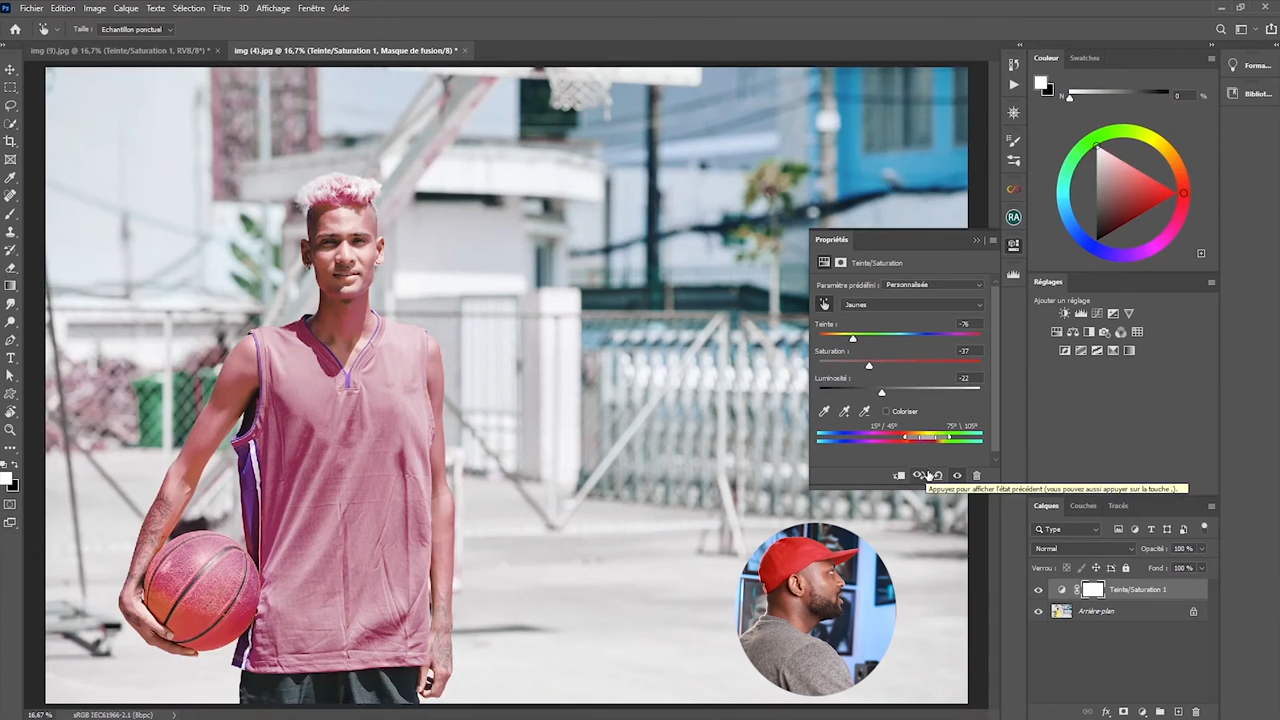 Fichier Edition Image Calque Texte Sélection Filtre 3D Affichage Fenêtre Aide
Taille : Echantillon ponctuel
img (9).jpg @ 16,7% (Teinte/Saturation 1, RVB/8*) *
img (4).jpg @ 16,7% (Teinte/Saturation 1, Masque de fusion/8) *
Couleur Swatches
Forma...
N 0 %
Bibliot...
RA
Propriétés
Teinte/Saturation
Paramètre prédéfini : Personnalisée
Jaunes
Teinte : -76
Saturation : -37
Luminosité : -22
Coloriser
15° / 45° 75° \ 105°
Appuyez pour afficher l'état précédent (vous pouvez aussi appuyer sur la touche ,).
Réglages
Ajouter un réglage
Calques Couches Tracés
Type
Normal Opacité : 100 %
Verrou : Fond : 100 %
Teinte/Saturation 1
Arrière-plan
16,67 % sRGB IEC61966-2.1 (8bpc)